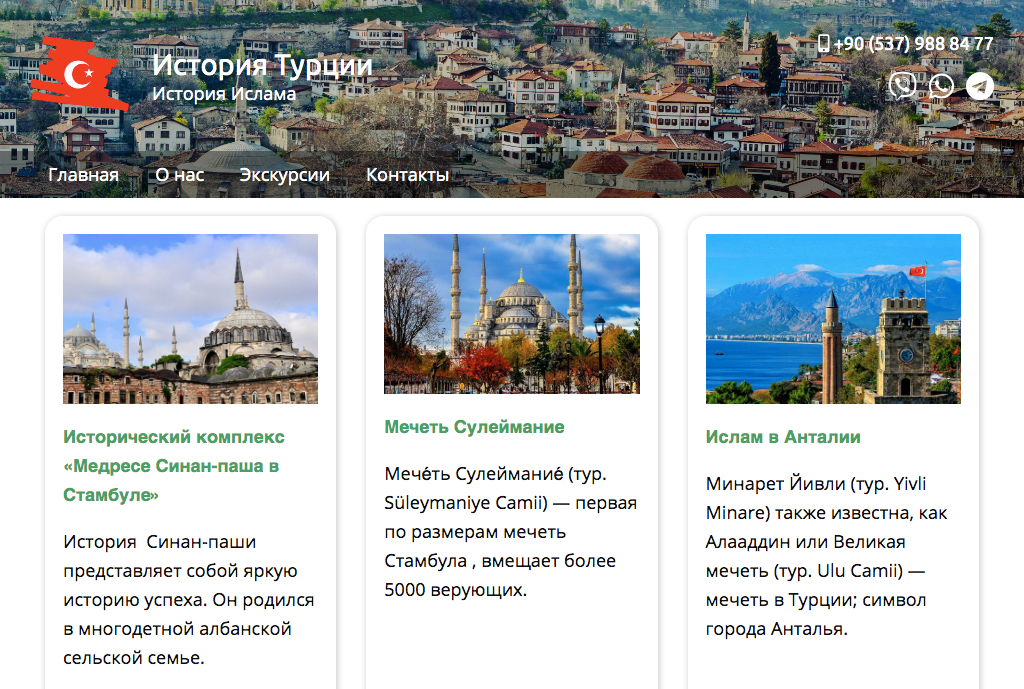 История Турции
История Ислама
+90 (537) 988 84 77
Главная О нас Экскурсии Контакты
Исторический комплекс
«Медресе Синан-паша в
Стамбуле»
История Синан-паши
представляет собой яркую
историю успеха. Он родился
в многодетной албанской
сельской семье.
Мечеть Сулеймание
Мече́ть Сулеймание́ (тур.
Süleymaniye Camii) — первая
по размерам мечеть
Стамбула , вмещает более
5000 верующих.
Ислам в Анталии
Минарет Йивли (тур. Yivli
Minare) также известна, как
Алааддин или Великая
мечеть (тур. Ulu Camii) —
мечеть в Турции; символ
города Анталья.